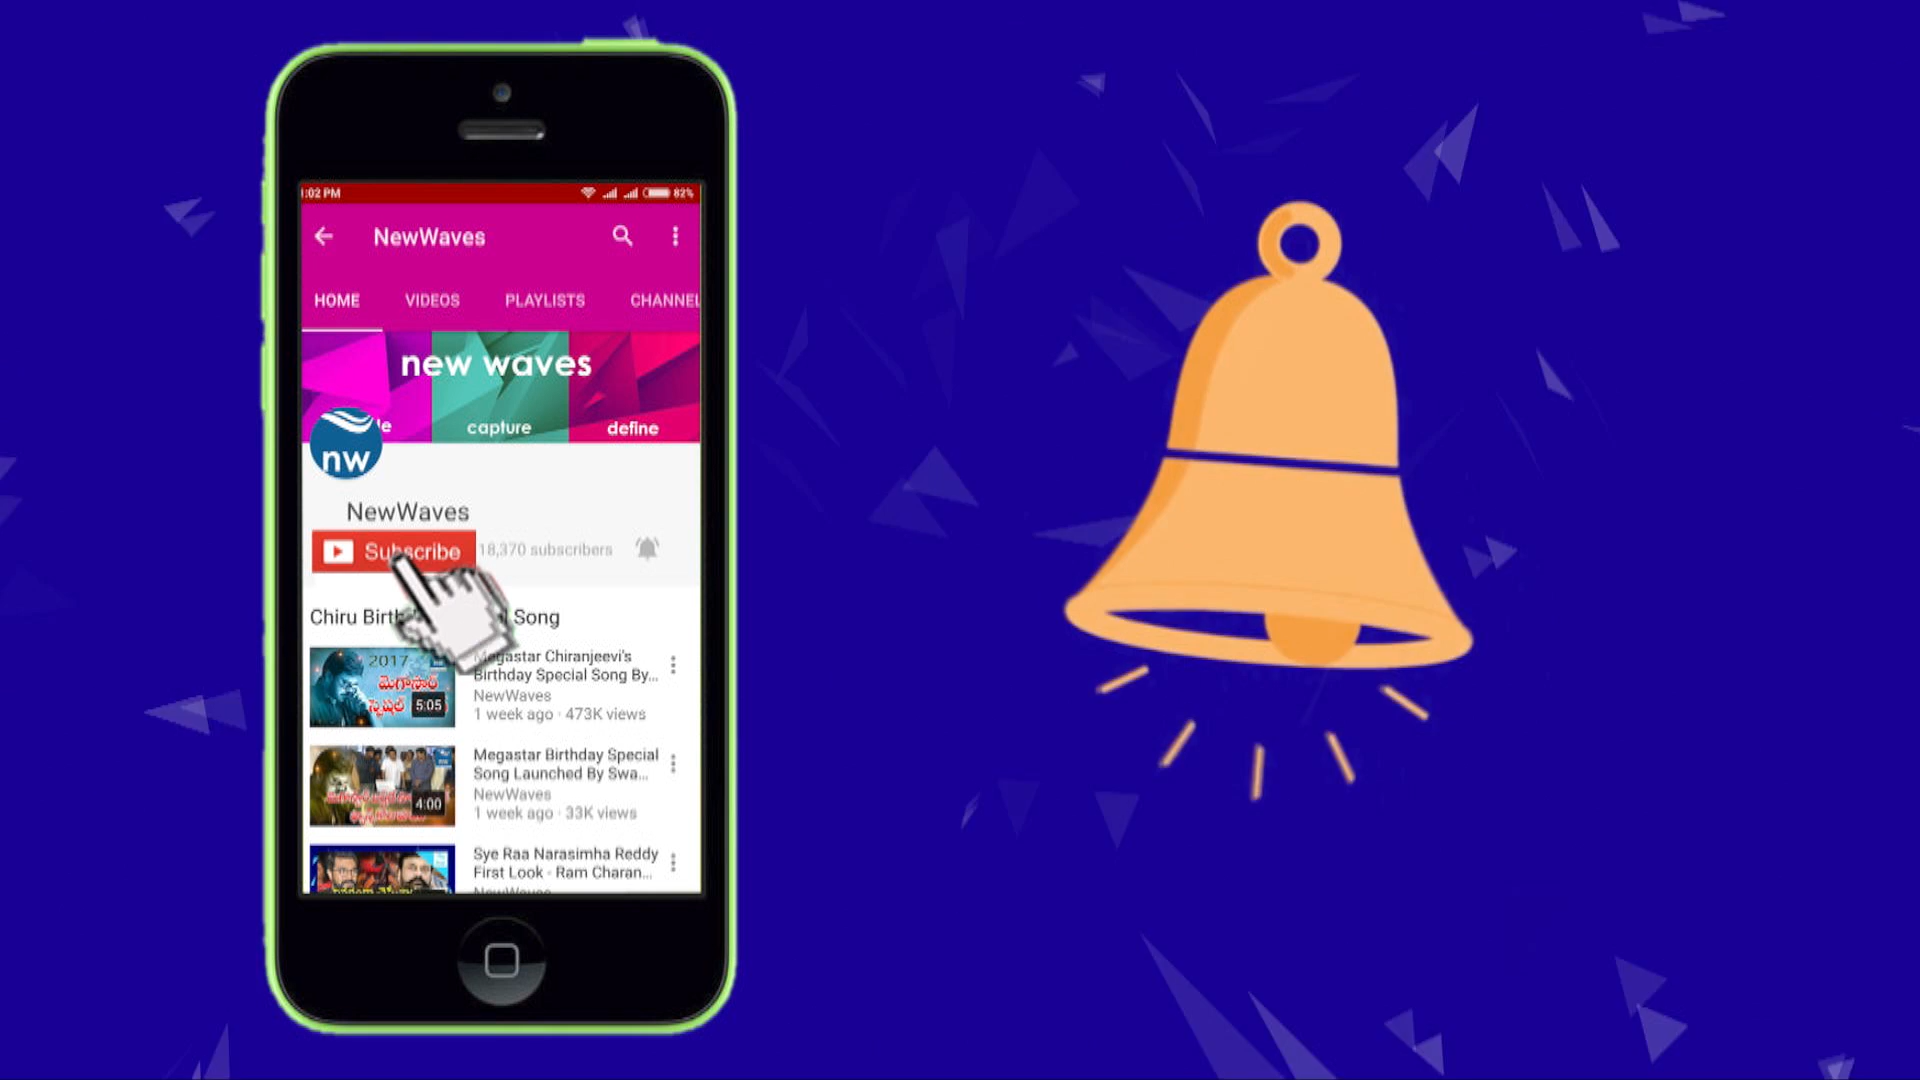 1:02 PM 82%
NewWaves
HOME VIDEOS PLAYLISTS CHANNEL
new waves
capture define
nw
NewWaves
Subscribe 18,370 subscribers
Chiru Song
2017
మెగాస్టార్
స్పెషల్ 5:05
Megastar Chiranjeevi's
Birthday Special Song By...
NewWaves
1 week ago · 473K views
4:00
Megastar Birthday Special
Song Launched By Swa...
NewWaves
1 week ago · 33K views
Sye Raa Narasimha Reddy
First Look - Ram Charan...
NewWaves